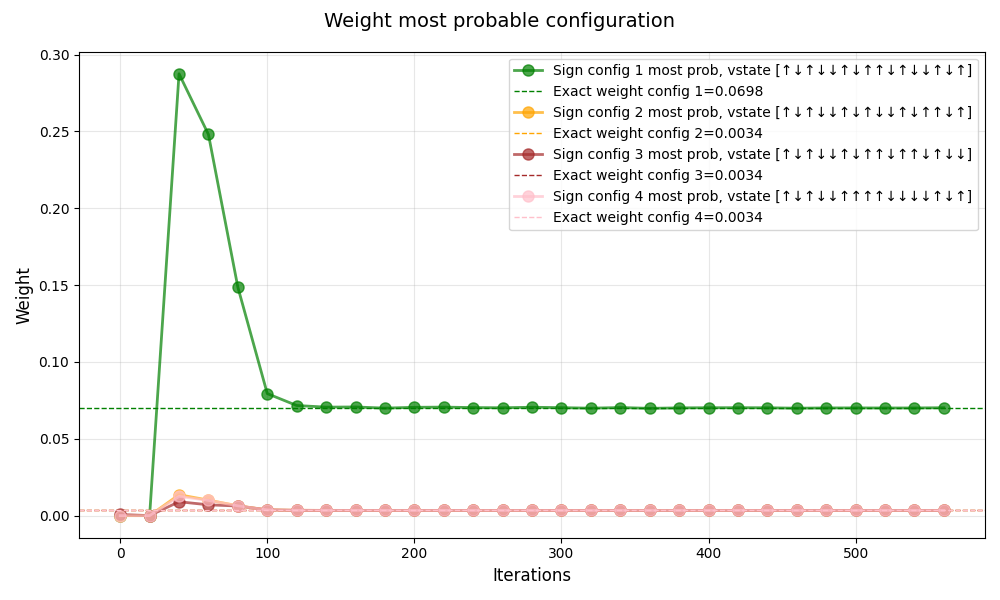 Weight most probable configuration
Sign config 1 most prob, vstate [↑↓↑↓↓↑↓↑↑↓↑↓↓↑↓↑]
Exact weight config 1=0.0698
Sign config 2 most prob, vstate [↑↓↑↓↓↑↓↑↓↓↑↓↑↑↓↑]
Exact weight config 2=0.0034
Sign config 3 most prob, vstate [↑↓↑↓↓↑↓↑↑↓↑↑↓↑↓↓]
Exact weight config 3=0.0034
Sign config 4 most prob, vstate [↑↓↑↓↓↑↑↑↑↓↓↓↓↑↓↑]
Exact weight config 4=0.0034
0.30
0.25
0.20
0.15
0.10
0.05
0.00
Weight
0 100 200 300 400 500
Iterations